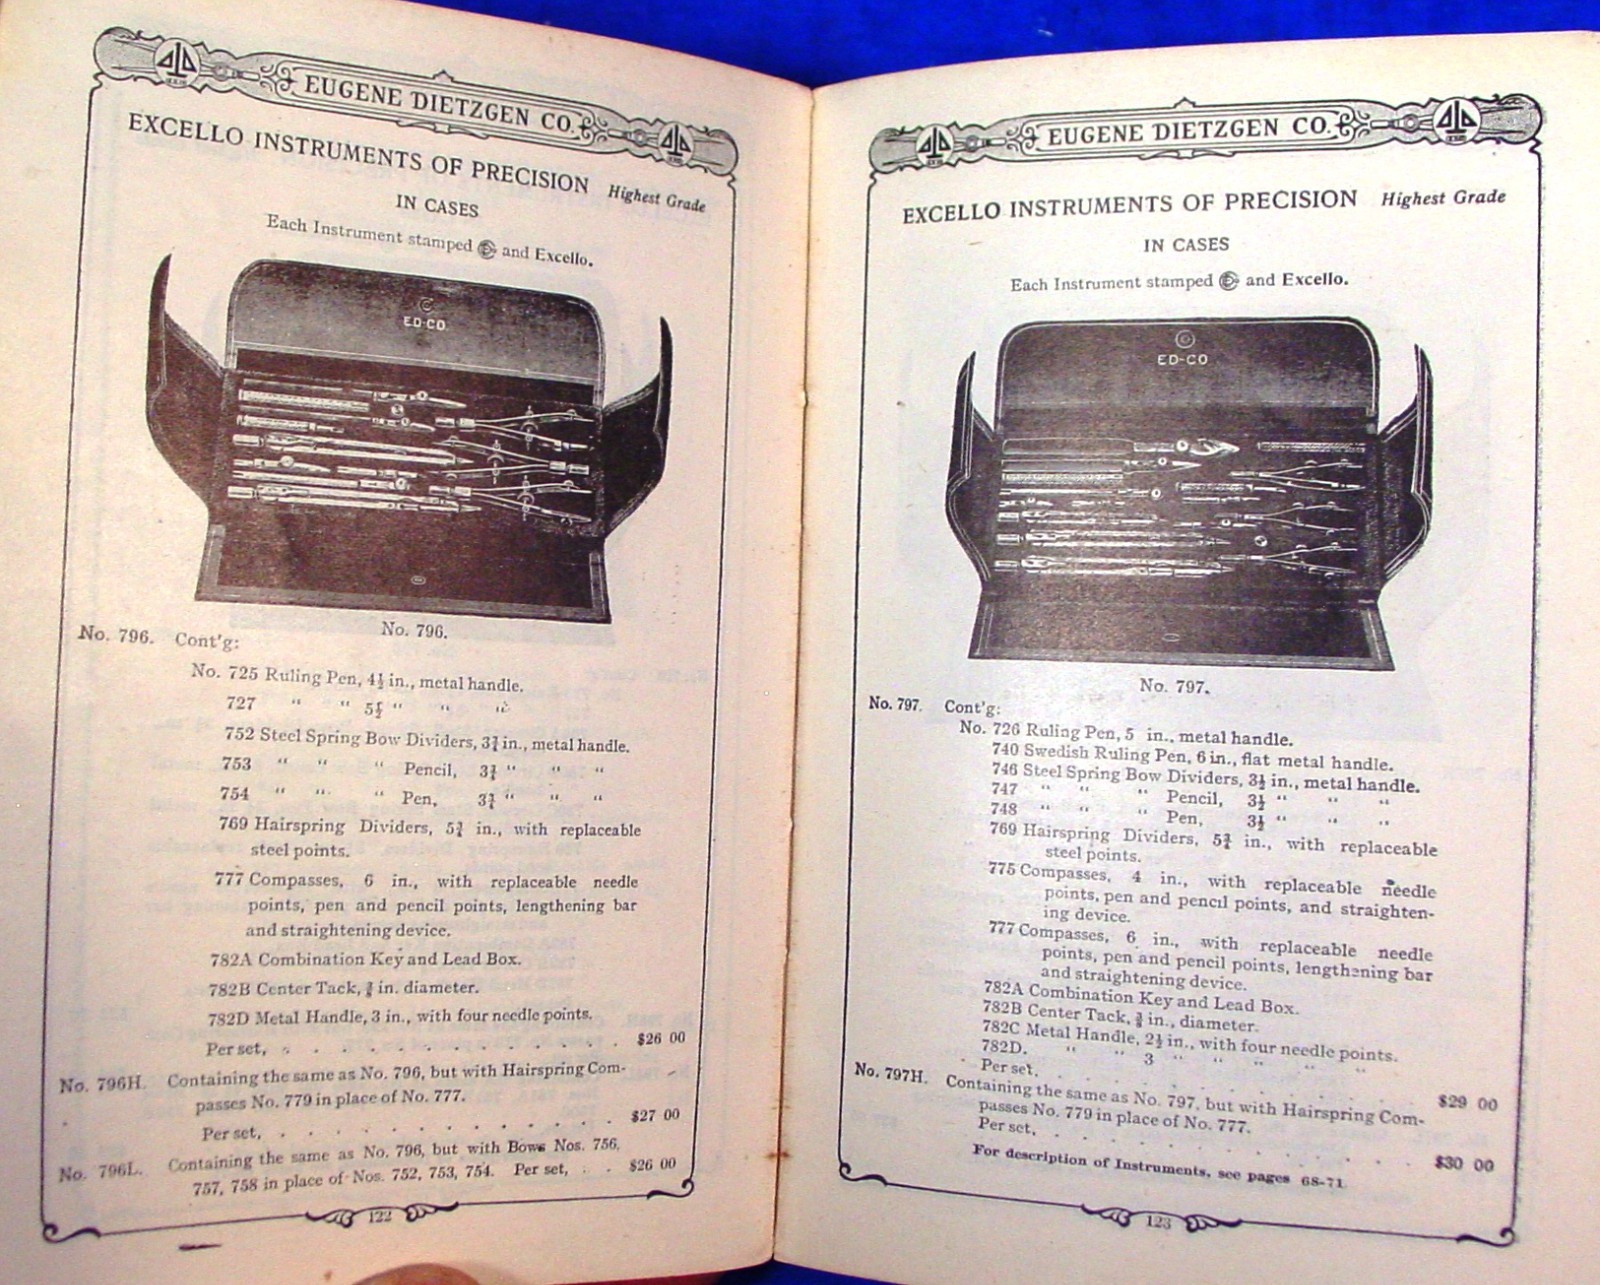 EUGENE DIETZGEN CO.
EXCELLO INSTRUMENTS OF PRECISION Highest Grade
IN CASES
Each Instrument stamped and Excello.
ED-CO.
No. 796.
No. 796. Cont'g:
No. 725 Ruling Pen, 4½ in., metal handle.
727 " " 5½ " " "
752 Steel Spring Bow Dividers, 3¾ in., metal handle.
753 " " " Pencil, 3¾ " " "
754 " " " Pen, 3¾ " " "
769 Hairspring Dividers, 5¾ in., with replaceable
steel points.
777 Compasses, 6 in., with replaceable needle
points, pen and pencil points, lengthening bar
and straightening device.
782A Combination Key and Lead Box.
782B Center Tack, in. diameter.
782D Metal Handle, 3 in., with four needle points.
Per set, . . . . . . . . . . . . $26 00
No. 796H. Containing the same as No. 796, but with Hairspring Com-
passes No. 779 in place of No. 777.
Per set, . . . . . . . . . . . . $27 00
No. 796L. Containing the same as No. 796, but with Bows Nos. 756,
757, 758 in place of Nos. 752, 753, 754. Per set, . . $26 00
122
EUGENE DIETZGEN CO.
EXCELLO INSTRUMENTS OF PRECISION Highest Grade
IN CASES
Each Instrument stamped and Excello.
ED-CO
No. 797.
No. 797. Cont'g:
No. 726 Ruling Pen, 5 in., metal handle.
740 Swedish Ruling Pen, 6 in., flat metal handle.
746 Steel Spring Bow Dividers, 3½ in., metal handle.
747 " " " Pencil, 3½ " " "
748 " " " Pen, 3½ " " "
769 Hairspring Dividers, 5¾ in., with replaceable
steel points.
775 Compasses, 4 in., with replaceable needle
points, pen and pencil points, and straighten-
ing device.
777 Compasses, 6 in., with replaceable needle
points, pen and pencil points, lengthening bar
and straightening device.
782A Combination Key and Lead Box.
782B Center Tack, in., diameter.
782C Metal Handle, 2½ in., with four needle points.
782D. " " 3 " " " "
Per set, . . . . . . . . . . . . $29 00
No. 797H. Containing the same as No. 797, but with Hairspring Com-
passes No. 779 in place of No. 777.
Per set, . . . . . . . . . . . . $30 00
For description of Instruments, see pages 68-71
123